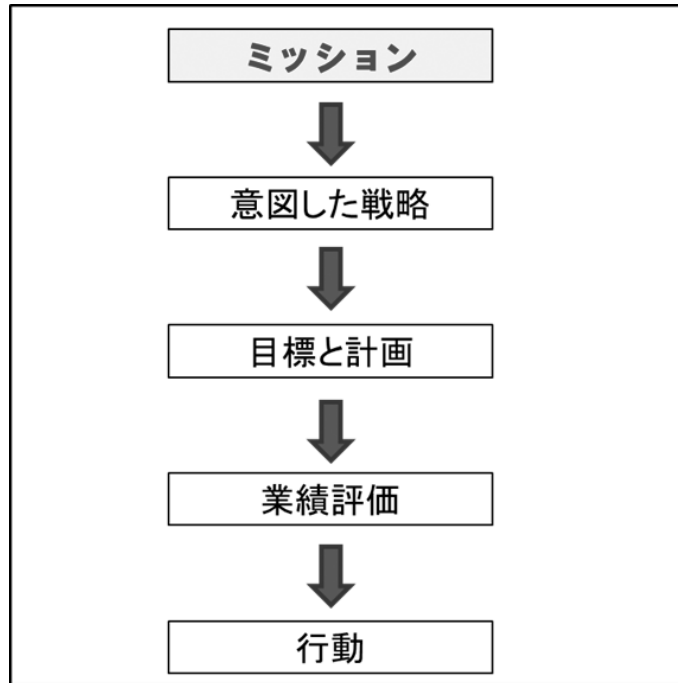 ミッション
意図した戦略
目標と計画
業績評価
行動